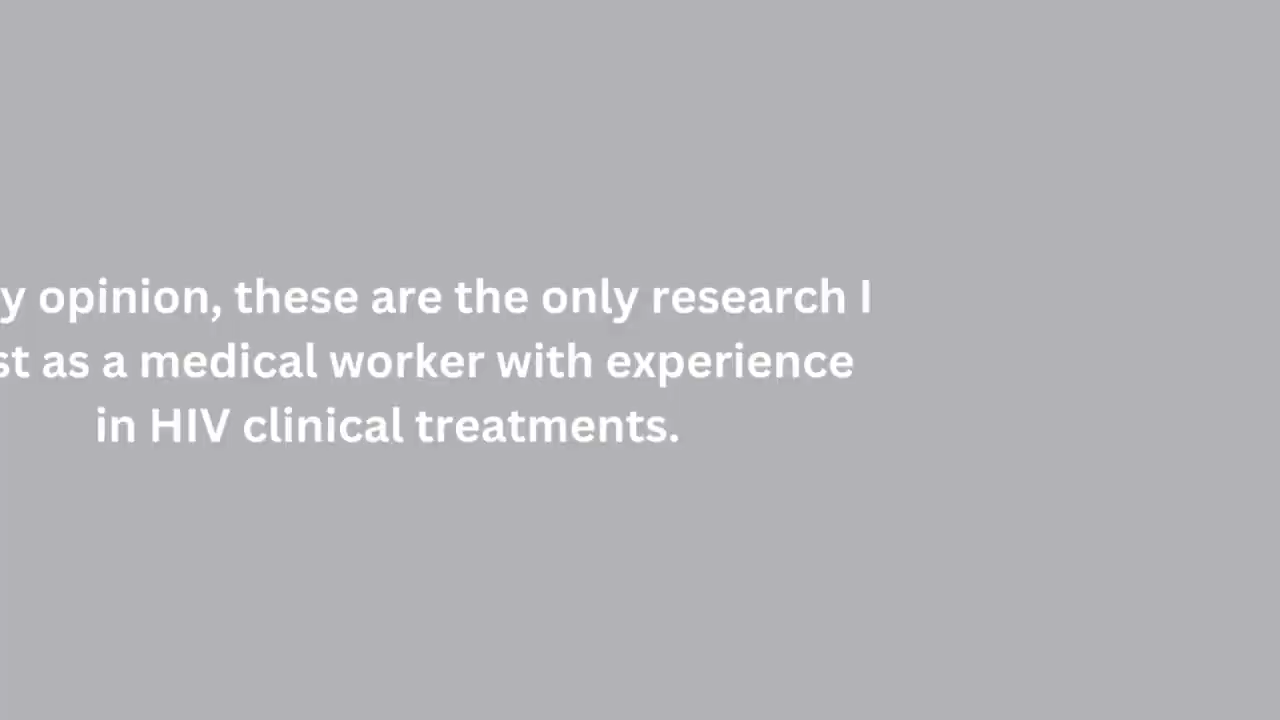 y opinion, these are the only research I
st as a medical worker with experience
in HIV clinical treatments.